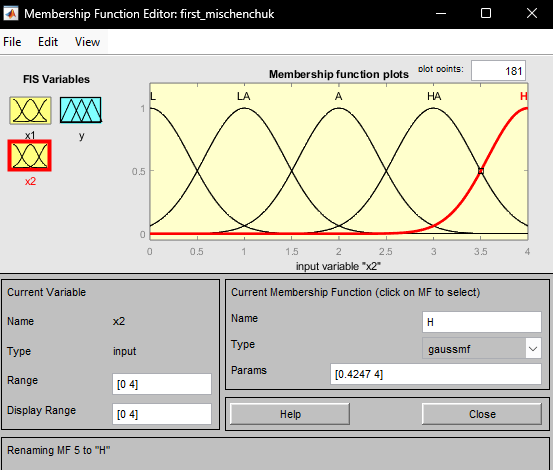 Membership Function Editor: first_mischenchuk
File Edit View
FIS Variables
x1
y
x2
Membership function plots
plot points:
181
L LA A HA H
1
0.5
0
0 0.5 1 1.5 2 2.5 3 3.5 4
input variable "x2"
Current Variable
Name x2
Type input
Range [0 4]
Display Range [0 4]
Current Membership Function (click on MF to select)
Name H
Type gaussmf
Params [0.4247 4]
Help Close
Renaming MF 5 to "H"